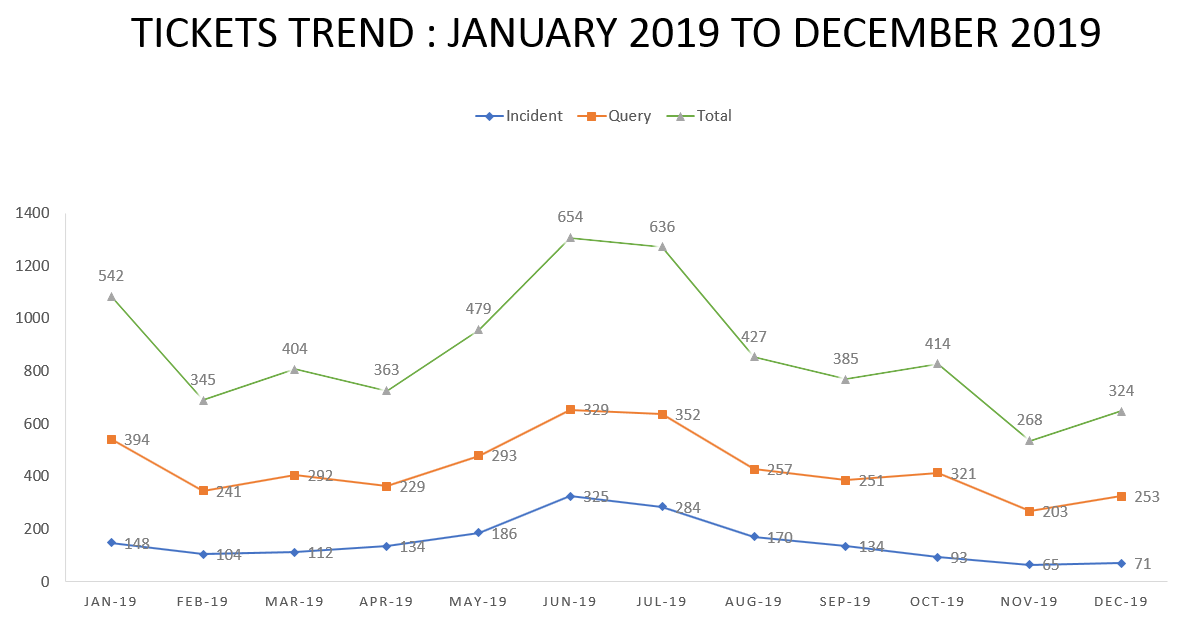 TICKETS TREND : JANUARY 2019 TO DECEMBER 2019
Incident Query Total
1400
1200
1000
800
600
400
200
0
542 345 404 363 479 654 636 427 385 414 268 324
394 241 292 229 293 329 352 257 251 321 203 253
148 104 112 134 186 325 284 170 134 93 65 71
JAN-19 FEB-19 MAR-19 APR-19 MAY-19 JUN-19 JUL-19 AUG-19 SEP-19 OCT-19 NOV-19 DEC-19